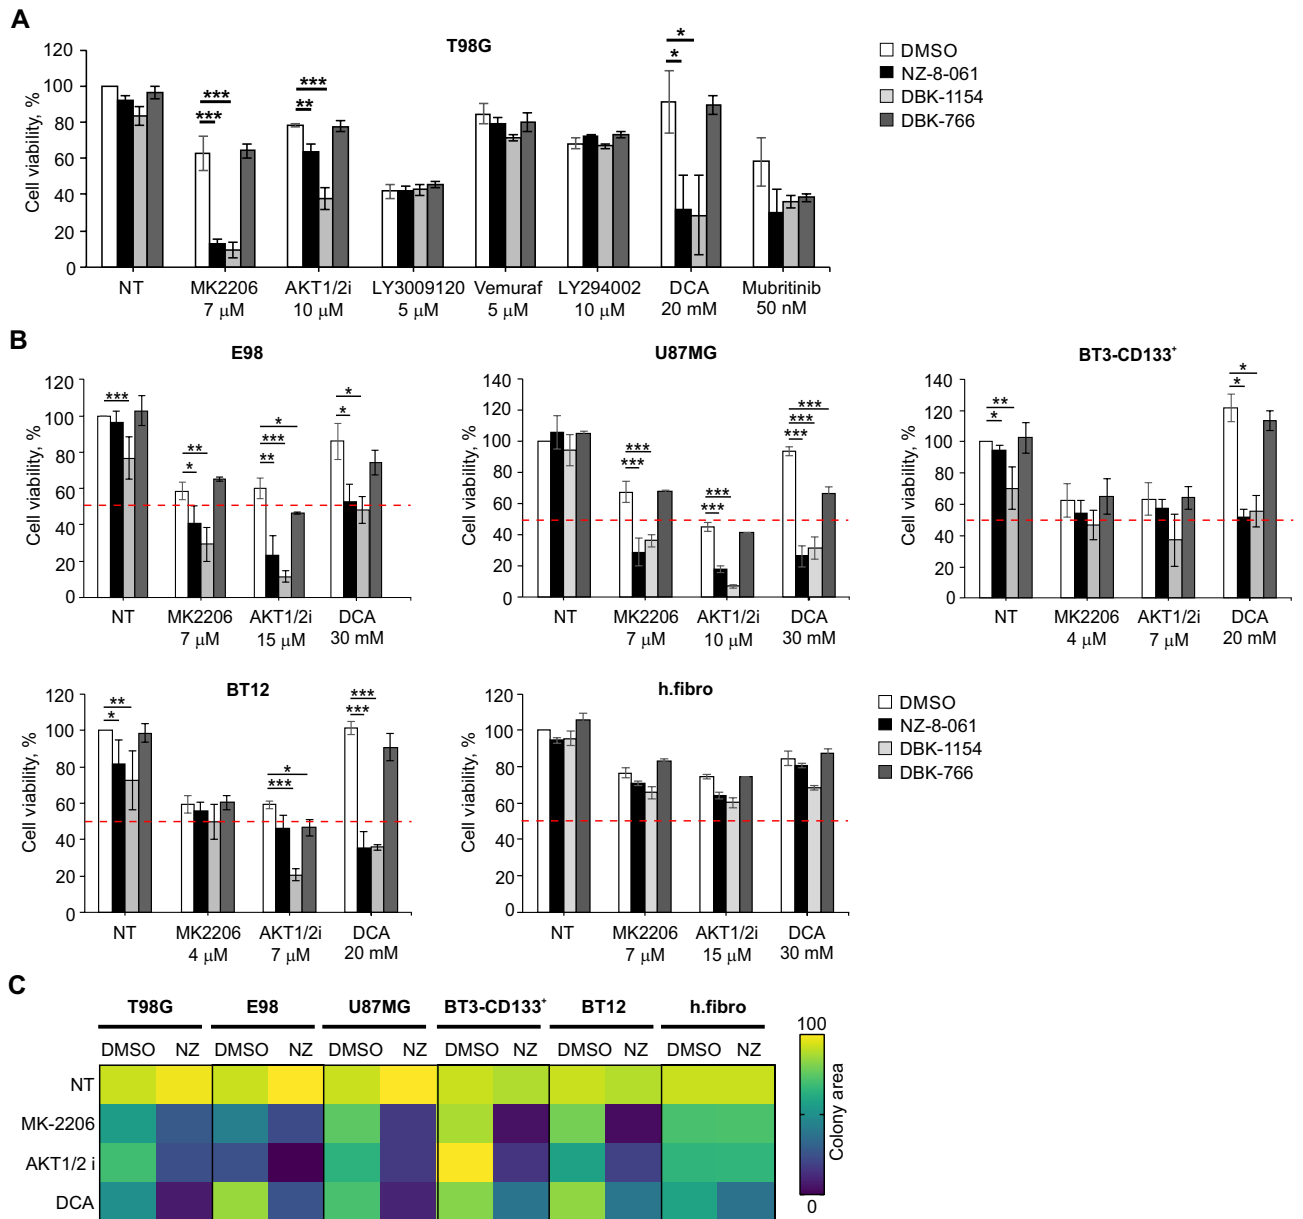 A
T98G
120
100
80
60
40
20
0
Cell viability, %
***
***
***
**
*
*
DMSO
NZ-8-061
DBK-1154
DBK-766
NT MK2206 AKT1/2i LY3009120 Vemuraf LY294002 DCA Mubritinib
7 µM 10 µM 5 µM 5 µM 10 µM 20 mM 50 nM
B
E98
120
100
80
60
40
20
0
Cell viability, %
***
**
*
*
***
**
*
*
NT MK2206 AKT1/2i DCA
7 µM 15 µM 30 mM
U87MG
140
120
100
80
60
40
20
0
Cell viability, %
***
***
***
***
***
***
***
NT MK2206 AKT1/2i DCA
7 µM 10 µM 30 mM
BT3-CD133+
140
120
100
80
60
40
20
0
Cell viability, %
**
*
*
*
NT MK2206 AKT1/2i DCA
4 µM 7 µM 20 mM
BT12
120
100
80
60
40
20
0
Cell viability, %
**
*
*
***
***
***
NT MK2206 AKT1/2i DCA
4 µM 7 µM 20 mM
h.fibro
120
100
80
60
40
20
0
Cell viability, %
NT MK2206 AKT1/2i DCA
7 µM 15 µM 30 mM
DMSO
NZ-8-061
DBK-1154
DBK-766
C
T98G E98 U87MG BT3-CD133+ BT12 h.fibro
DMSO NZ DMSO NZ DMSO NZ DMSO NZ DMSO NZ DMSO NZ
NT
MK-2206
AKT1/2 i
DCA
100
Colony area
0